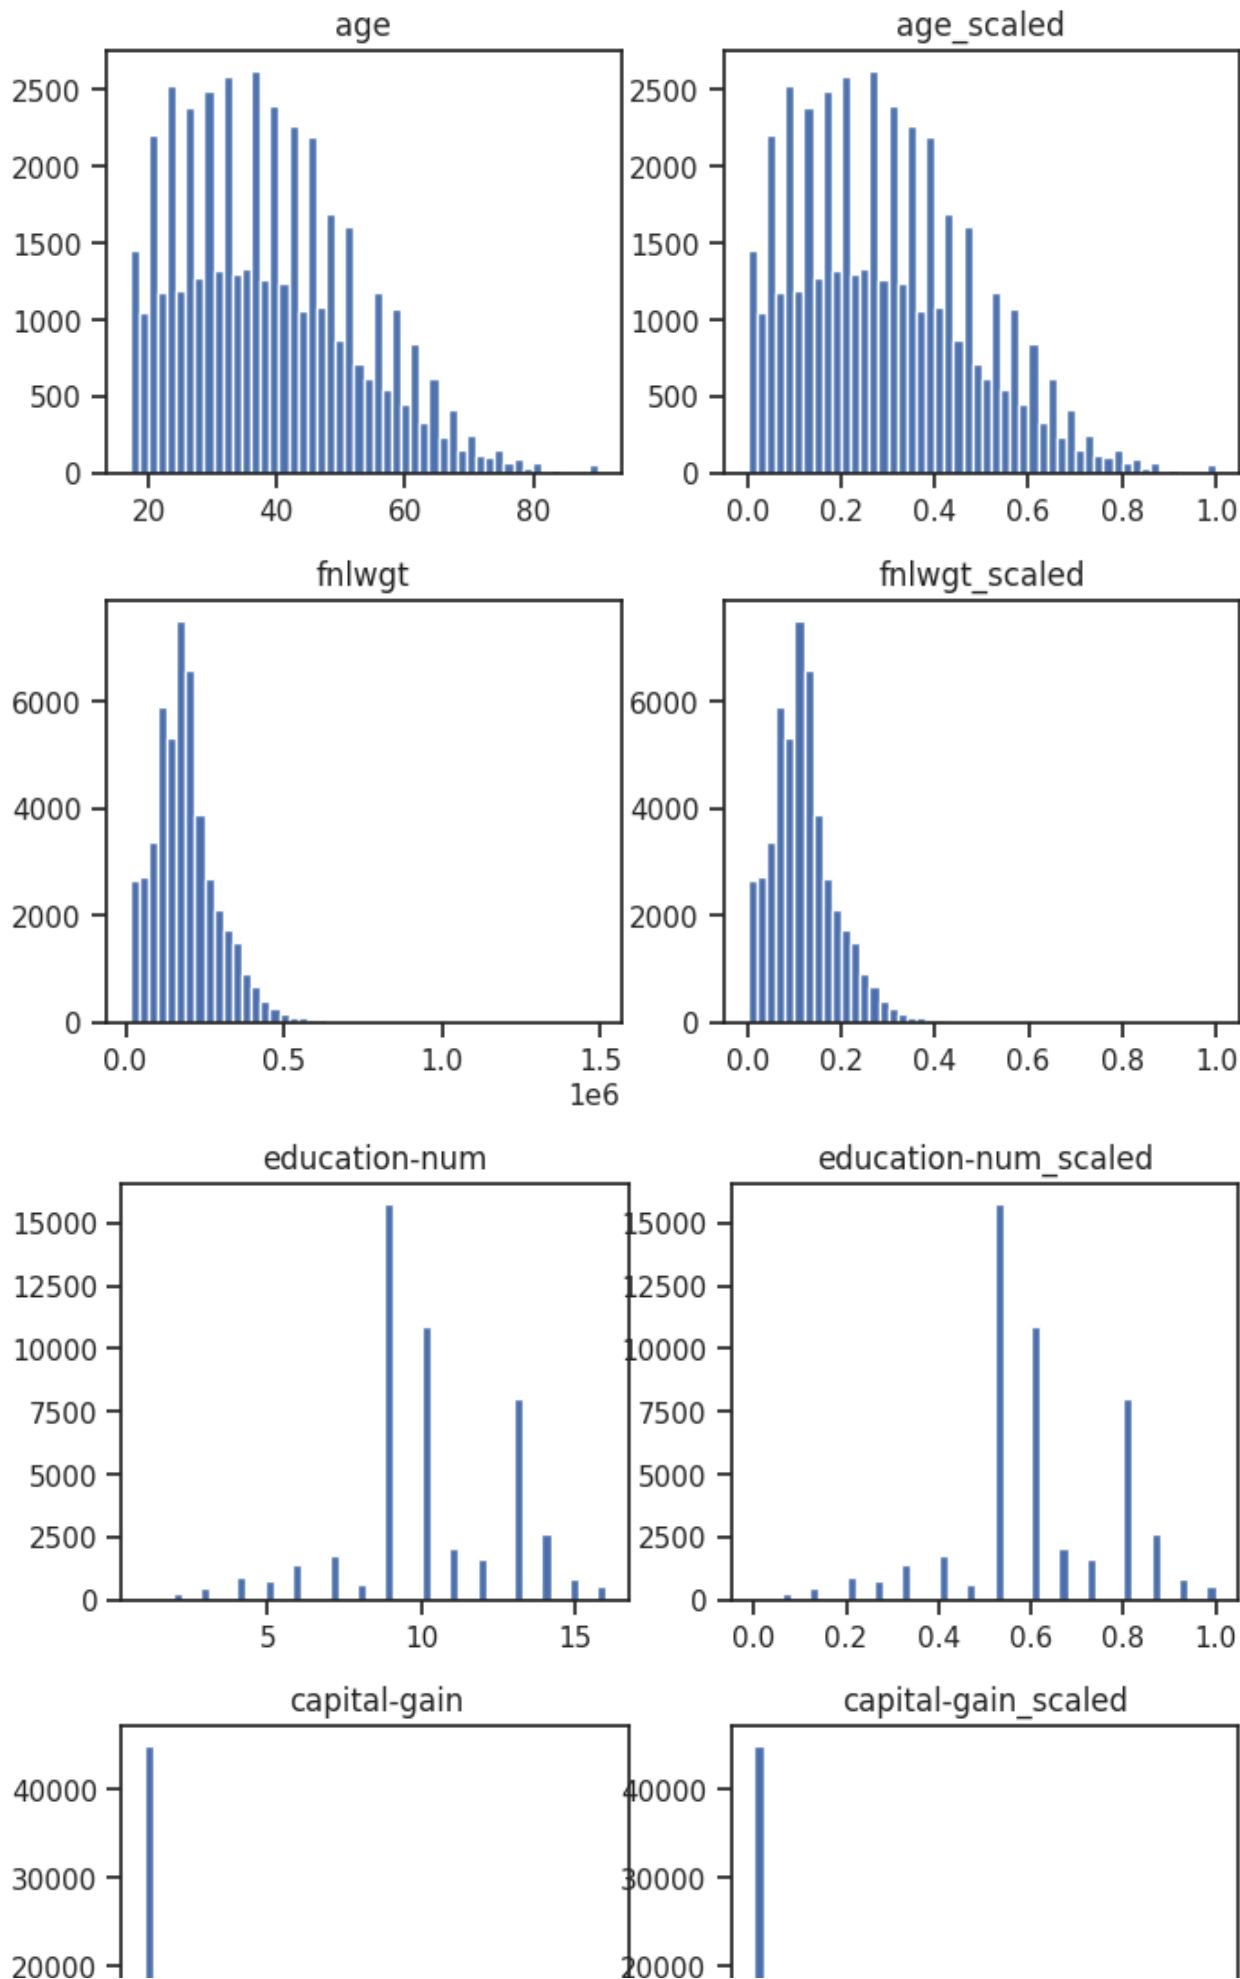 age
age_scaled
2500
2000
1500
1000
500
0
20 40 60 80
2500
2000
1500
1000
500
0
0.0 0.2 0.4 0.6 0.8 1.0
fnlwgt
fnlwgt_scaled
6000
4000
2000
0
0.0 0.5 1.0 1.5
1e6
6000
4000
2000
0
0.0 0.2 0.4 0.6 0.8 1.0
education-num
education-num_scaled
15000
12500
10000
7500
5000
2500
0
5 10 15
15000
12500
10000
7500
5000
2500
0
0.0 0.2 0.4 0.6 0.8 1.0
capital-gain
capital-gain_scaled
40000
30000
20000
40000
30000
20000